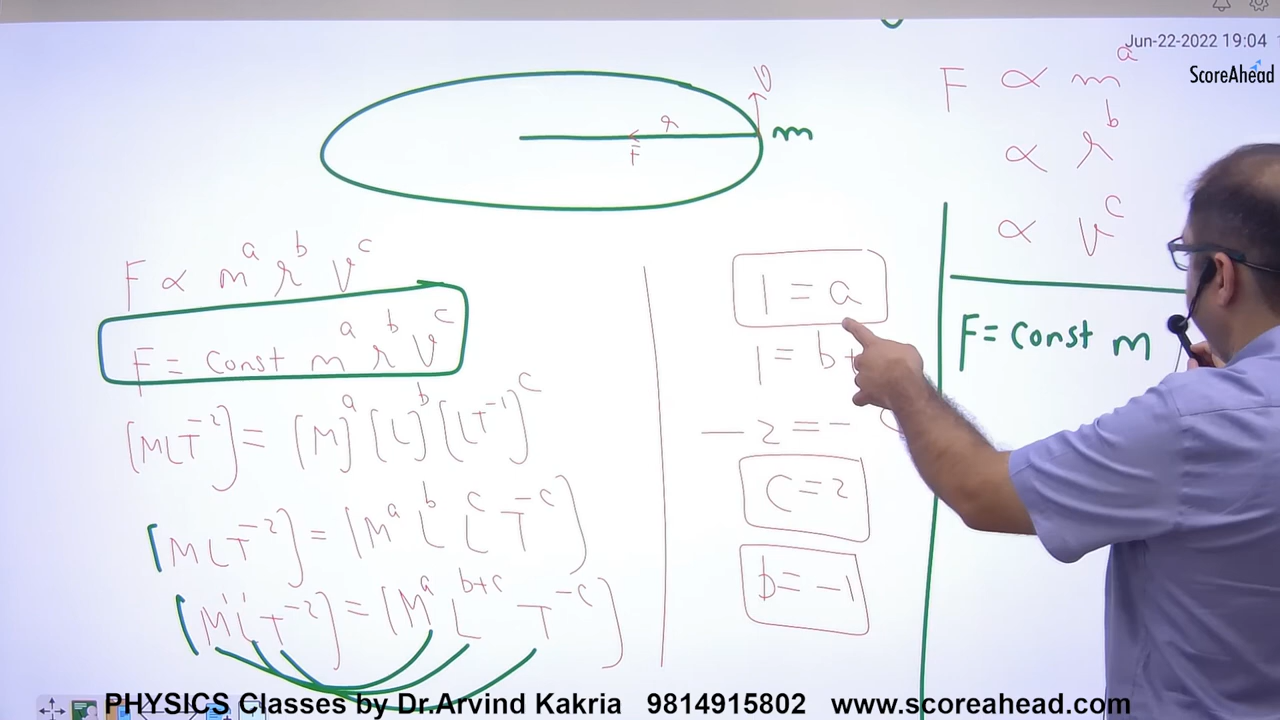 Jun-22-2022 19:04
ScoreAhead
F ∝ m^a
∝ r^b
∝ v^c
v
r
F
m
F ∝ m^a r^b v^c
F = Const m^a r^b v^c
[MLT^-2] = [M]^a [L]^b [LT^-1]^c
[MLT^-2] = [M^a L^b L^c T^-c]
[M^1 L^1 T^-2] = [M^a L^b+c T^-c]
1 = a
1 = b+
-2 = - c
c = 2
b = -1
F = Const m
PHYSICS Classes by Dr.Arvind Kakria 9814915802 www.scoreahead.com